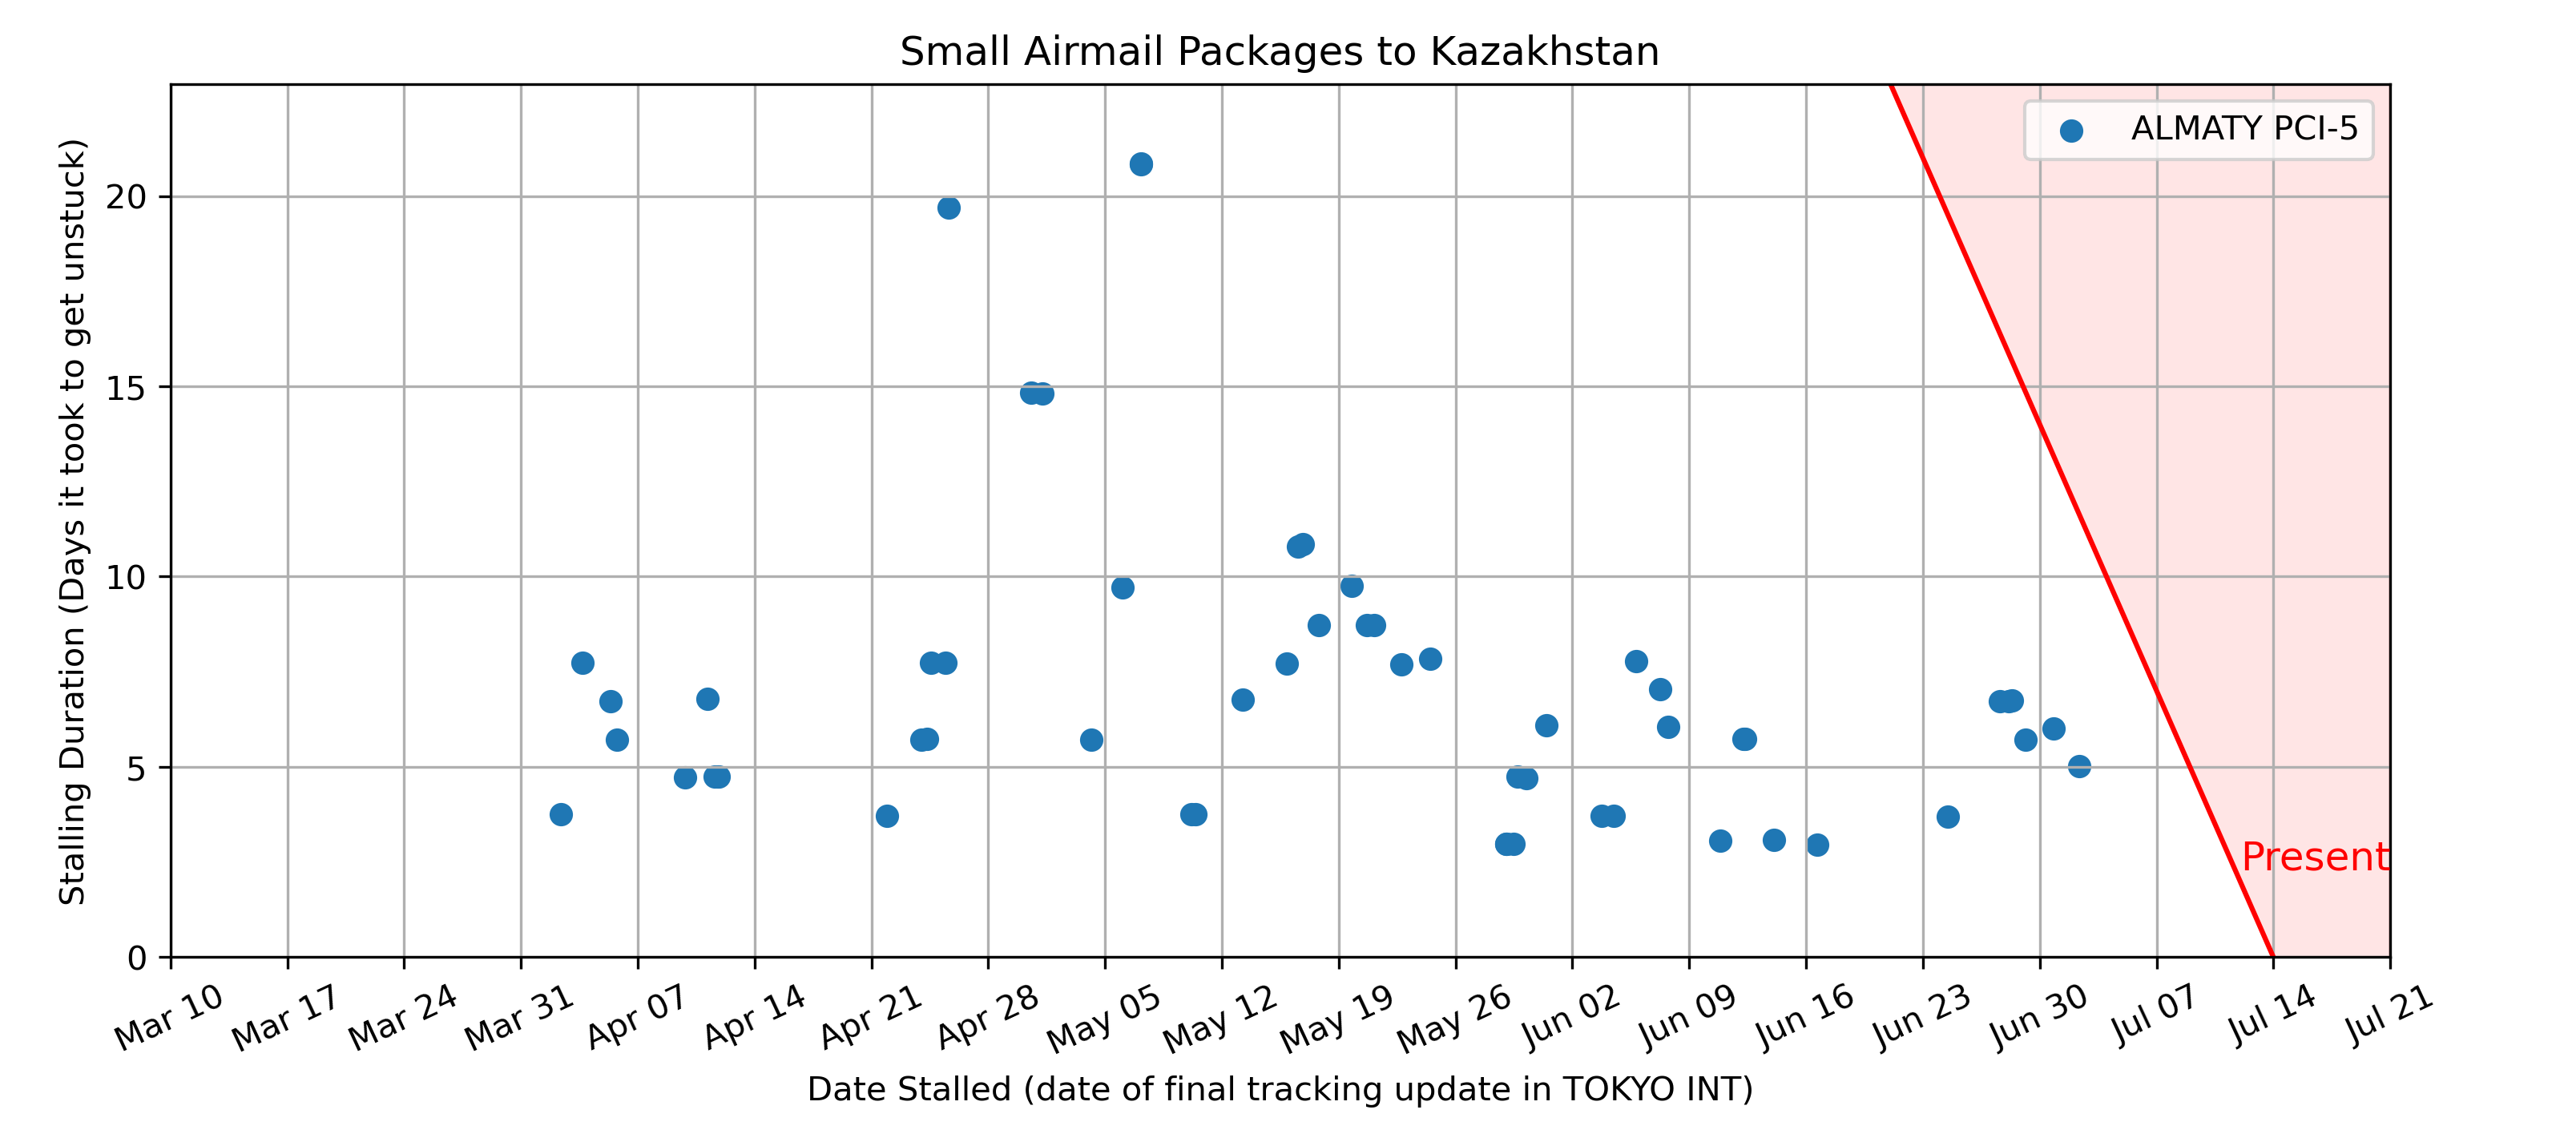 Small Airmail Packages to Kazakhstan
ALMATY PCI-5
Stalling Duration (Days it took to get unstuck)
20
15
10
5
0
Present
Mar 10 Mar 17 Mar 24 Mar 31 Apr 07 Apr 14 Apr 21 Apr 28 May 05 May 12 May 19 May 26 Jun 02 Jun 09 Jun 16 Jun 23 Jun 30 Jul 07 Jul 14 Jul 21
Date Stalled (date of final tracking update in TOKYO INT)